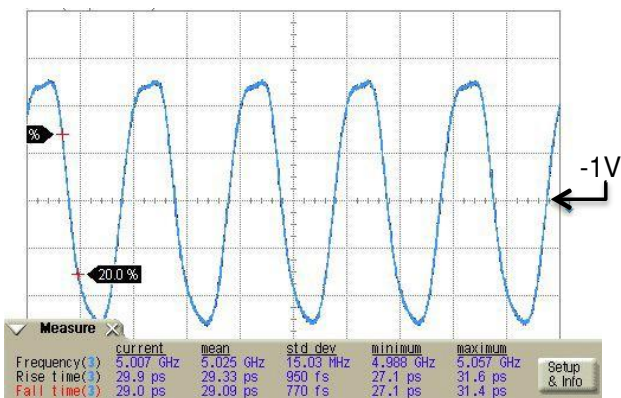 %
-1V
20.0 %
Measure
current mean std dev minimum maximum
Frequency(3) 5.007 GHz 5.025 GHz 15.03 MHz 4.988 GHz 5.057 GHz
Rise time(3) 29.9 ps 29.33 ps 950 fs 27.1 ps 31.6 ps
Fall time(3) 29.0 ps 29.09 ps 770 fs 27.1 ps 31.4 ps
Setup
& Info